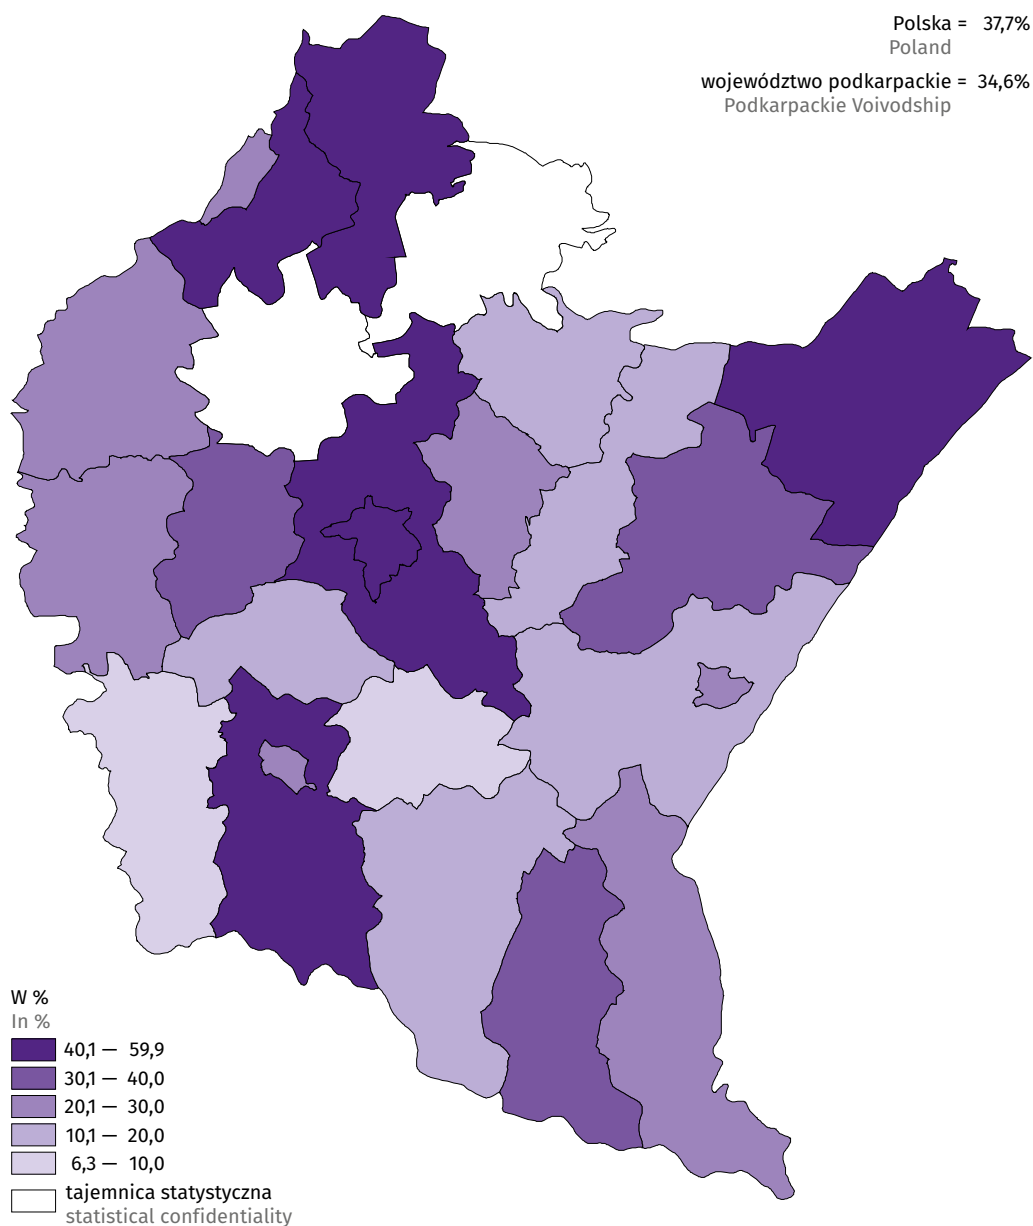 Polska = 37,7%
Poland
województwo podkarpackie = 34,6%
Podkarpackie Voivodship
W %
In %
40,1 — 59,9
30,1 — 40,0
20,1 — 30,0
10,1 — 20,0
6,3 — 10,0
tajemnica statystyczna
statistical confidentiality